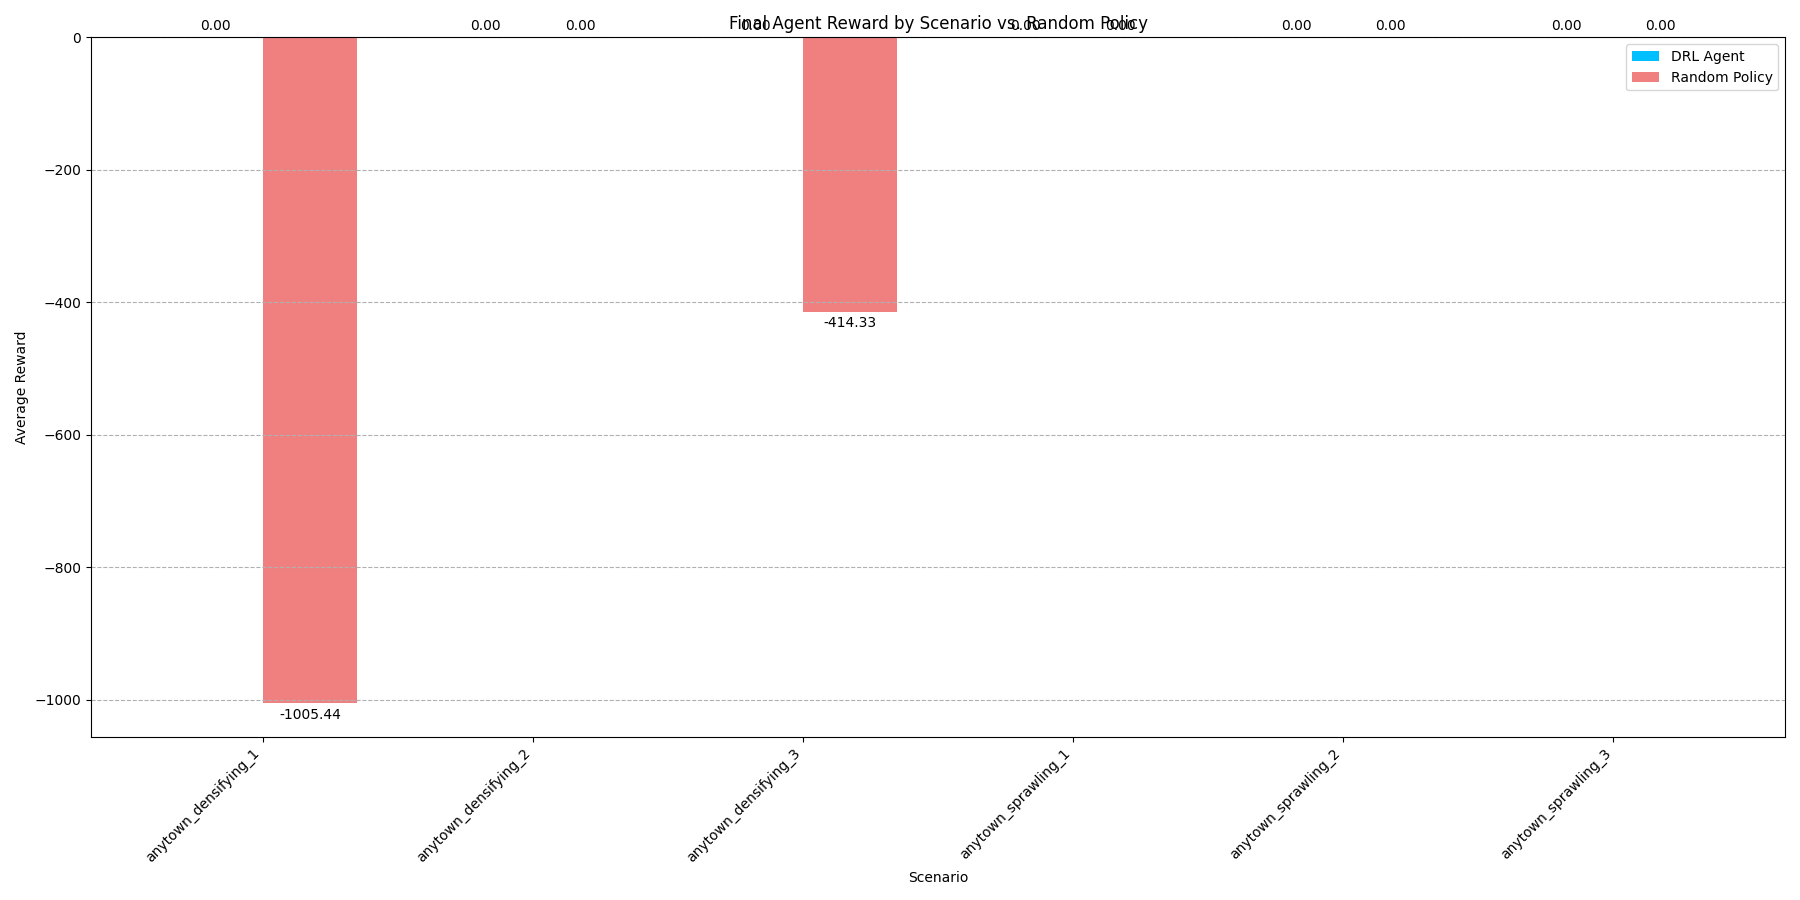 Final Agent Reward by Scenario vs. Random Policy
0.00
0.00
0.00
0.00
0.00
0.00
0.00
0.00
0.00
0.00
DRL Agent
Random Policy
0
−200
−400
−600
−800
−1000
-414.33
-1005.44
Average Reward
anytown_densifying_1
anytown_densifying_2
anytown_densifying_3
anytown_sprawling_1
anytown_sprawling_2
anytown_sprawling_3
Scenario